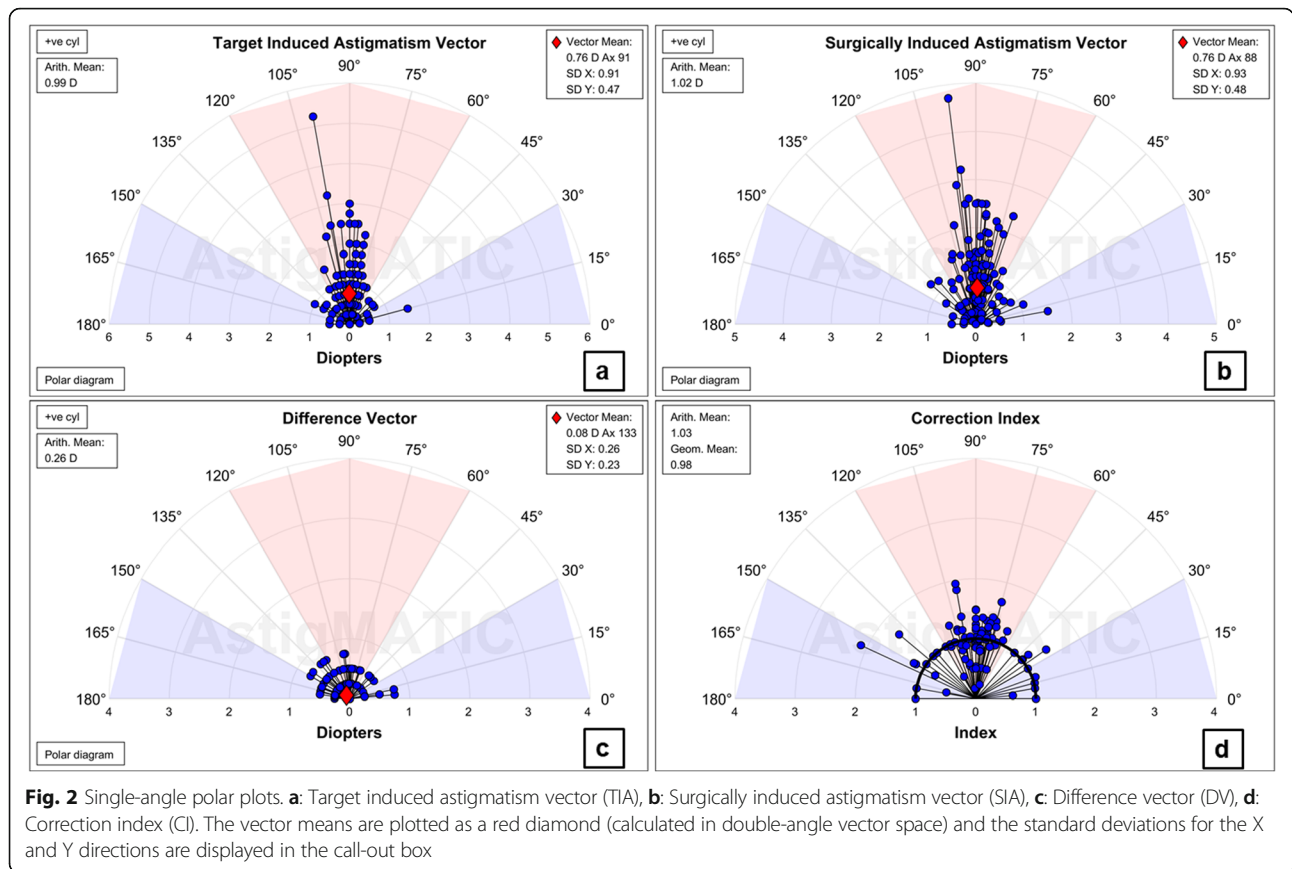 +ve cyl
Target Induced Astigmatism Vector
Vector Mean:
0.76 D Ax 91
SD X: 0.91
SD Y: 0.47
Arith. Mean:
0.99 D
90°
105°
75°
120°
60°
135°
45°
150°
30°
165°
15°
180°
0°
AstigMATIC
6 5 4 3 2 1 0 1 2 3 4 5 6
Diopters
Polar diagram
a
+ve cyl
Surgically Induced Astigmatism Vector
Vector Mean:
0.76 D Ax 88
SD X: 0.93
SD Y: 0.48
Arith. Mean:
1.02 D
90°
105°
75°
120°
60°
135°
45°
150°
30°
165°
15°
180°
0°
AstigMATIC
5 4 3 2 1 0 1 2 3 4 5
Diopters
Polar diagram
b
+ve cyl
Difference Vector
Vector Mean:
0.08 D Ax 133
SD X: 0.26
SD Y: 0.23
Arith. Mean:
0.26 D
90°
105°
75°
120°
60°
135°
45°
150°
30°
165°
15°
180°
0°
AstigMATIC
4 3 2 1 0 1 2 3 4
Diopters
Polar diagram
c
Arith. Mean:
1.03
Geom. Mean:
0.98
Correction Index
90°
105°
75°
120°
60°
135°
45°
150°
30°
165°
15°
180°
0°
AstigMATIC
4 3 2 1 0 1 2 3 4
Index
d
Fig. 2 Single-angle polar plots. a: Target induced astigmatism vector (TIA), b: Surgically induced astigmatism vector (SIA), c: Difference vector (DV), d:
Correction index (CI). The vector means are plotted as a red diamond (calculated in double-angle vector space) and the standard deviations for the X
and Y directions are displayed in the call-out box